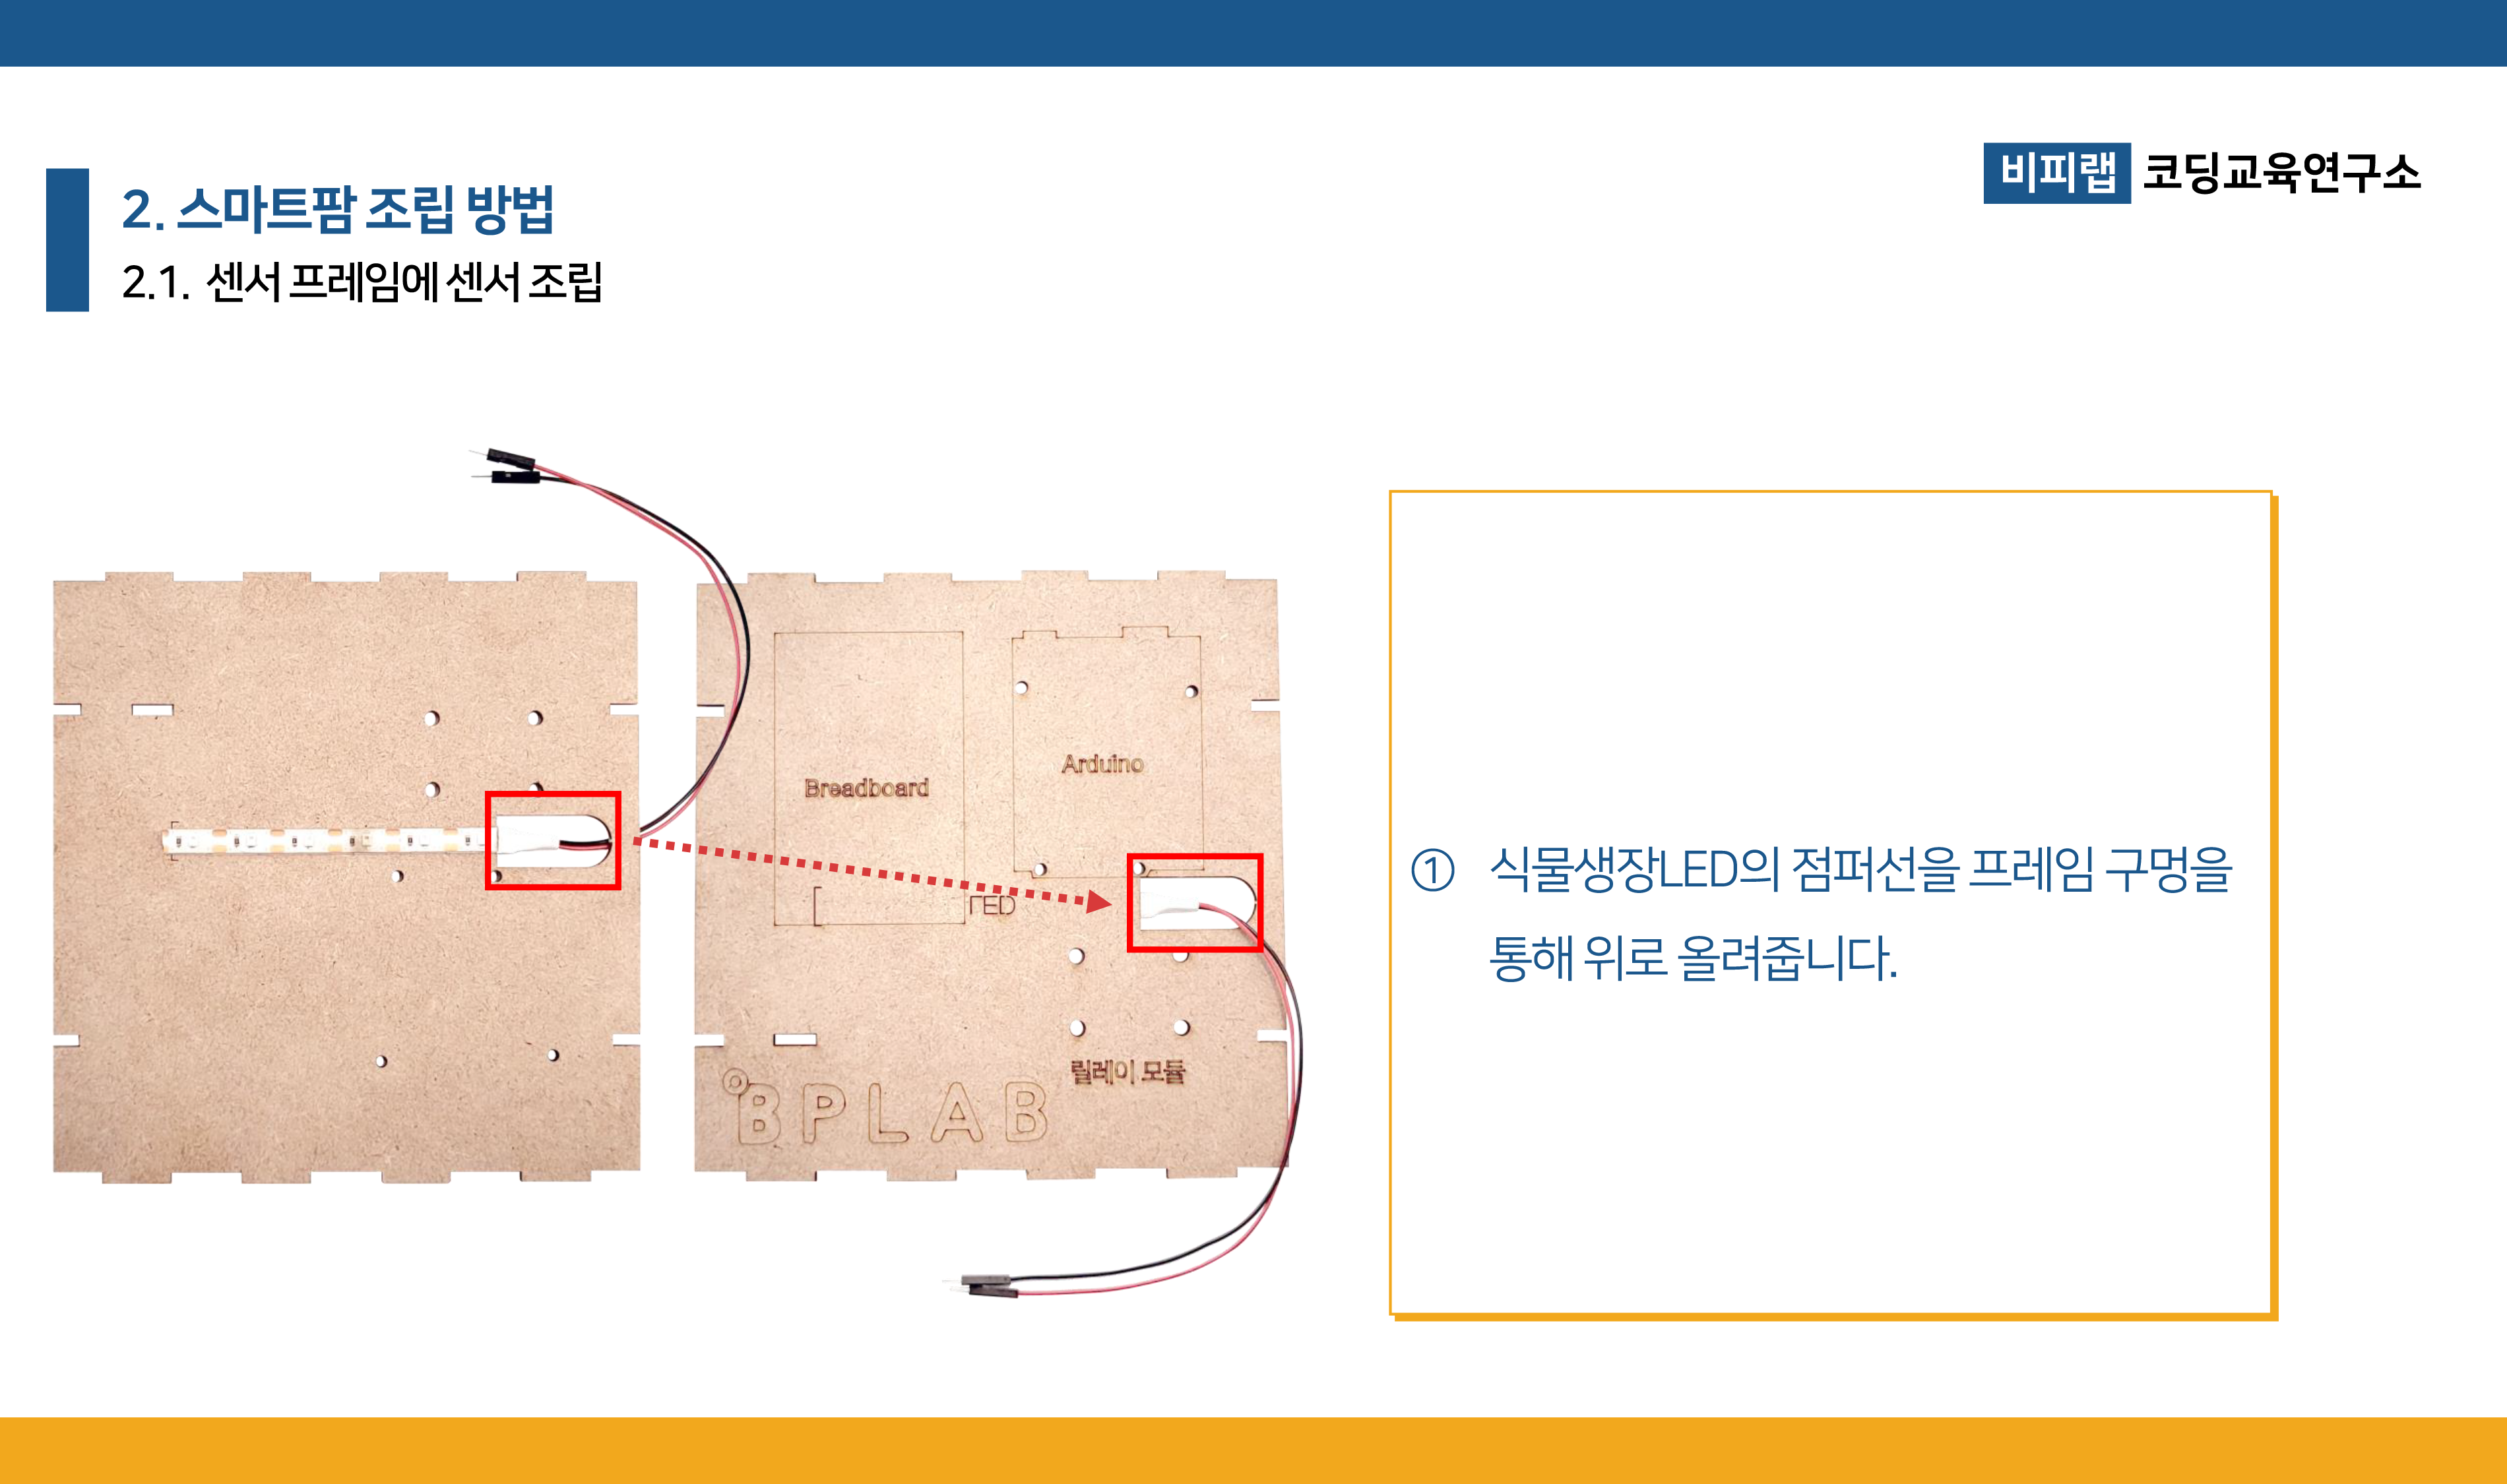 비피랩 코딩교육연구소
2. 스마트팜 조립 방법
2.1. 센서 프레임에 센서 조립
Breadboard
Arduino
LED
릴레이 모듈
BPLAB
① 식물생장LED의 점퍼선을 프레임 구멍을
통해 위로 올려줍니다.